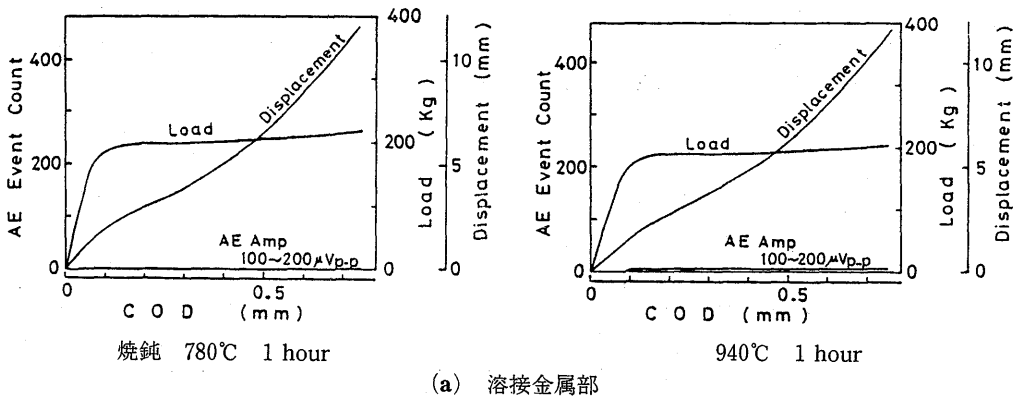 AE Event Count
400
200
0
Displacement
Load
AE Amp
100~200μVp-p
0
0.5
COD (mm)
400
200
0
Load (Kg)
10
5
0
Displacement (mm)
焼鈍 780℃ 1 hour
AE Event Count
400
200
0
Displacement
Load
AE Amp
100~200μVp-p
0
0.5
COD (mm)
400
200
0
Load (Kg)
10
5
0
Displacement (mm)
940℃ 1 hour
(a) 溶接金属部